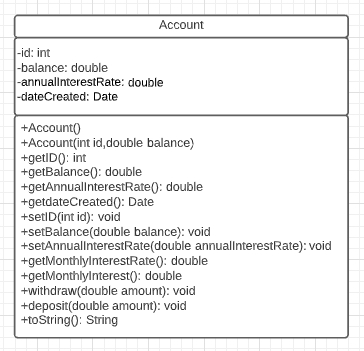 Account
-id: int
-balance: double
-annualInterestRate: double
-dateCreated: Date
+Account()
+Account(int id,double balance)
+getID(): int
+getBalance(): double
+getAnnualInterestRate(): double
+getdateCreated(): Date
+setID(int id): void
+setBalance(double balance): void
+setAnnualInterestRate(double annualInterestRate): void
+getMonthlyInterestRate(): double
+getMonthlyInterest(): double
+withdraw(double amount): void
+deposit(double amount): void
+toString(): String